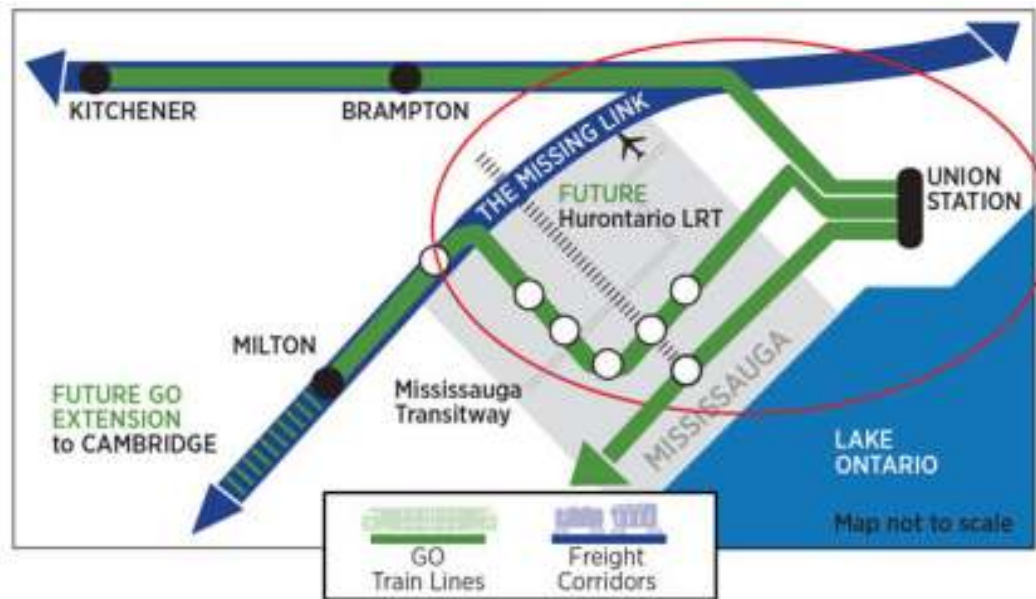 KITCHENER
BRAMPTON
THE MISSING LINK
FUTURE
Hurontario LRT
UNION
STATION
MILTON
FUTURE GO
EXTENSION
to CAMBRIDGE
Mississauga
Transitway
MISSISSAUGA
LAKE
ONTARIO
Map not to scale
GO
Train Lines
Freight
Corridors